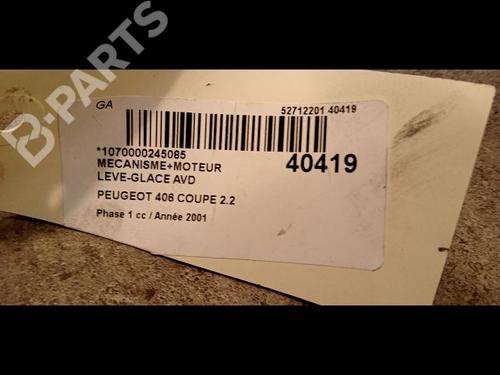 B-PARTS
GA
52712201 40419
*1070000245085
40419
MECANISME+MOTEUR
LEVE-GLACE AVD
PEUGEOT 406 COUPE 2.2
Phase 1 cc / Année 2001